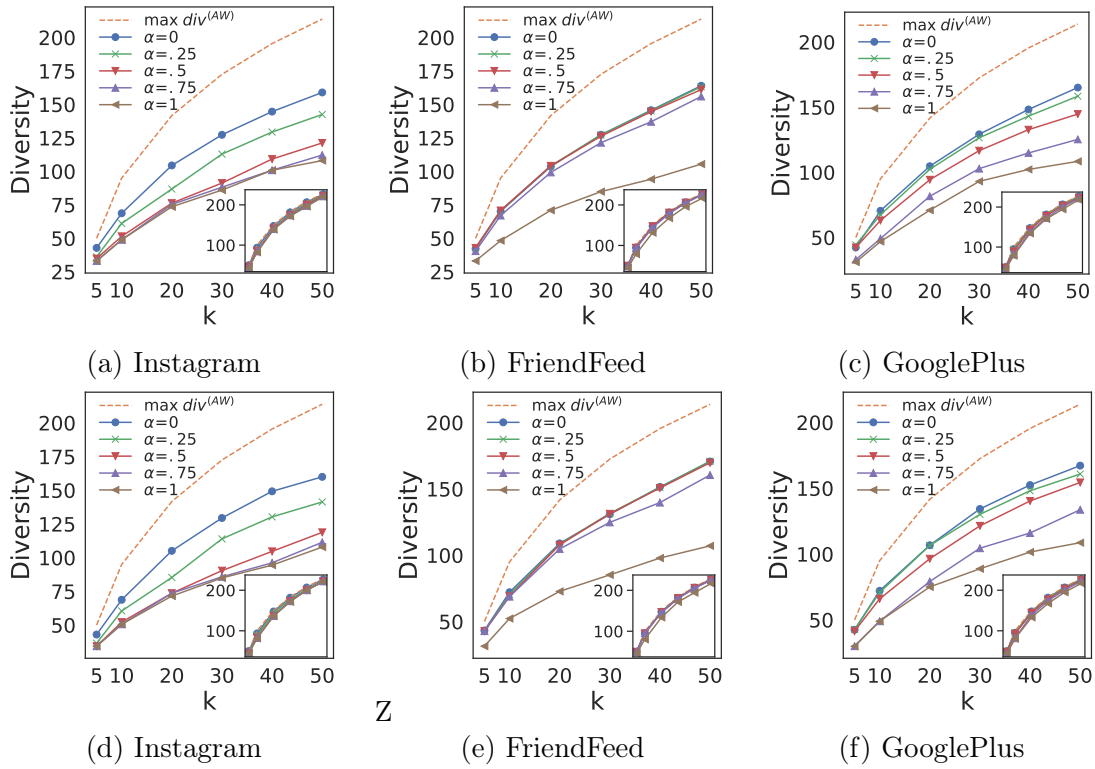 max div(AW)
α=0
α=.25
α=.5
α=.75
α=1
Diversity
200
175
150
125
100
75
50
25
5 10 20 30 40 50
k
200
100
(a) Instagram
max div(AW)
α=0
α=.25
α=.5
α=.75
α=1
Diversity
200
175
150
125
100
75
50
25
5 10 20 30 40 50
k
200
100
(b) FriendFeed
max div(AW)
α=0
α=.25
α=.5
α=.75
α=1
Diversity
200
150
100
50
5 10 20 30 40 50
k
200
100
(c) GooglePlus
max div(AW)
α=0
α=.25
α=.5
α=.75
α=1
Diversity
200
175
150
125
100
75
50
5 10 20 30 40 50
k
200
100
(d) Instagram
Z
max div(AW)
α=0
α=.25
α=.5
α=.75
α=1
Diversity
200
150
100
50
5 10 20 30 40 50
k
200
100
(e) FriendFeed
max div(AW)
α=0
α=.25
α=.5
α=.75
α=1
Diversity
200
150
100
50
5 10 20 30 40 50
k
200
100
(f) GooglePlus